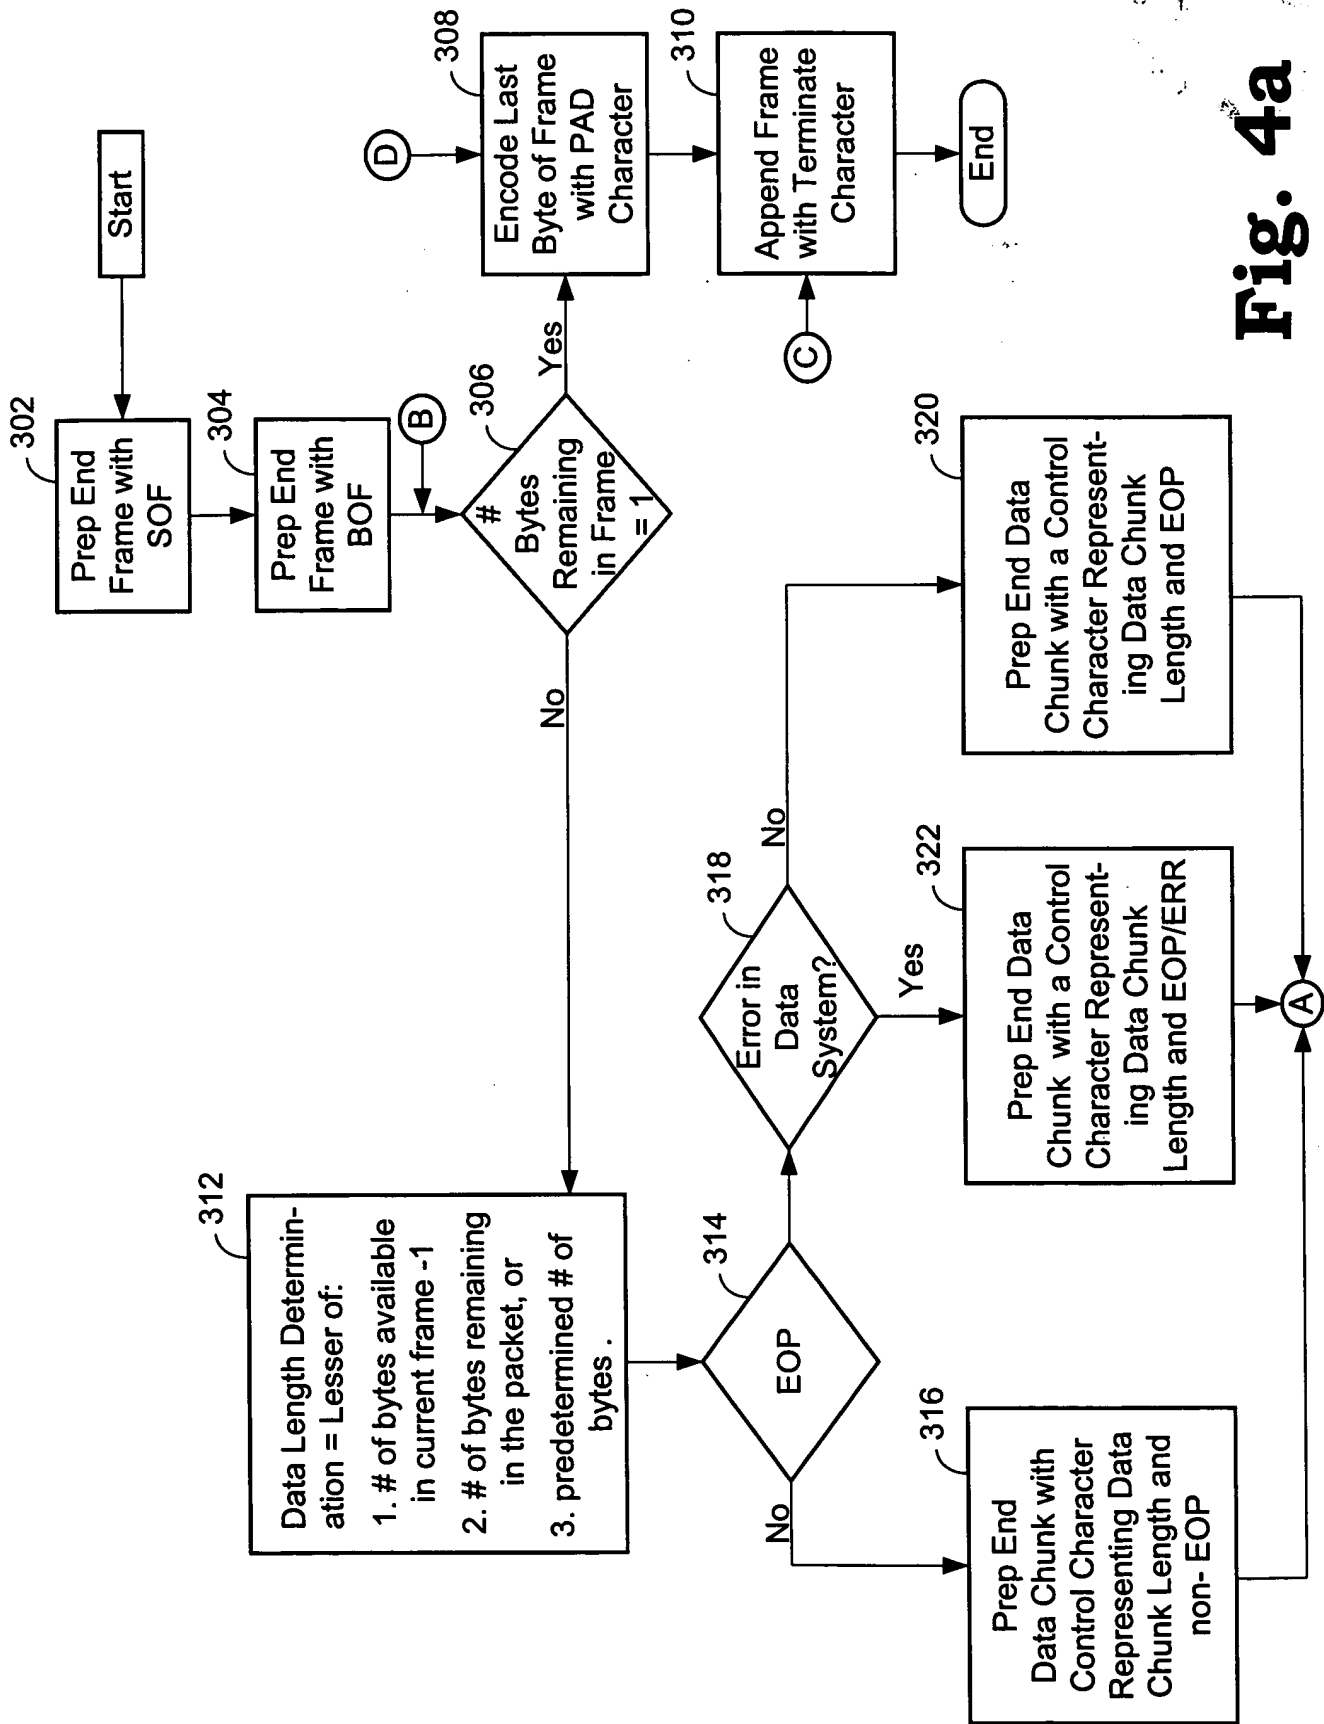 Start
302
Prep End
Frame with
SOF
304
Prep End
Frame with
BOF
B
306
#
Bytes
Remaining
in Frame
= 1
Yes
No
D
308
Encode Last
Byte of Frame
with PAD
Character
310
Append Frame
with Terminate
Character
C
End
312
Data Length Determin-
ation = Lesser of:
1. # of bytes available
in current frame -1
2. # of bytes remaining
in the packet, or
3. predetermined # of
bytes .
314
EOP
No
316
Prep End
Data Chunk with
Control Character
Representing Data
Chunk Length and
non- EOP
318
Error in
Data
System?
Yes
No
322
Prep End Data
Chunk with a Control
Character Represent-
ing Data Chunk
Length and EOP/ERR
320
Prep End Data
Chunk with a Control
Character Represent-
ing Data Chunk
Length and EOP
A
Fig. 4a